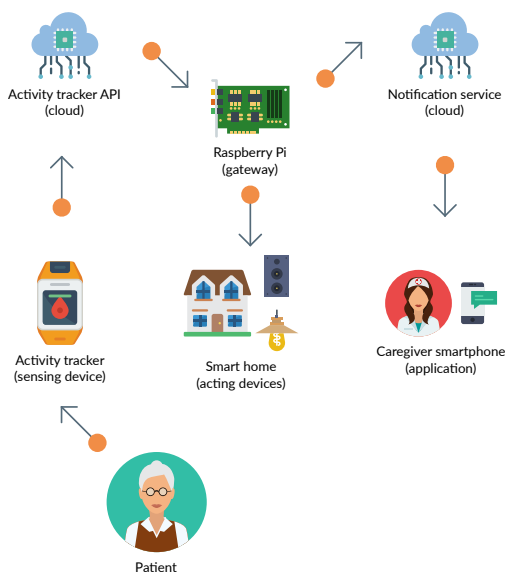 Activity tracker API
(cloud)
Notification service
(cloud)
Raspberry Pi
(gateway)
Activity tracker
(sensing device)
Smart home
(acting devices)
Caregiver smartphone
(application)
Patient